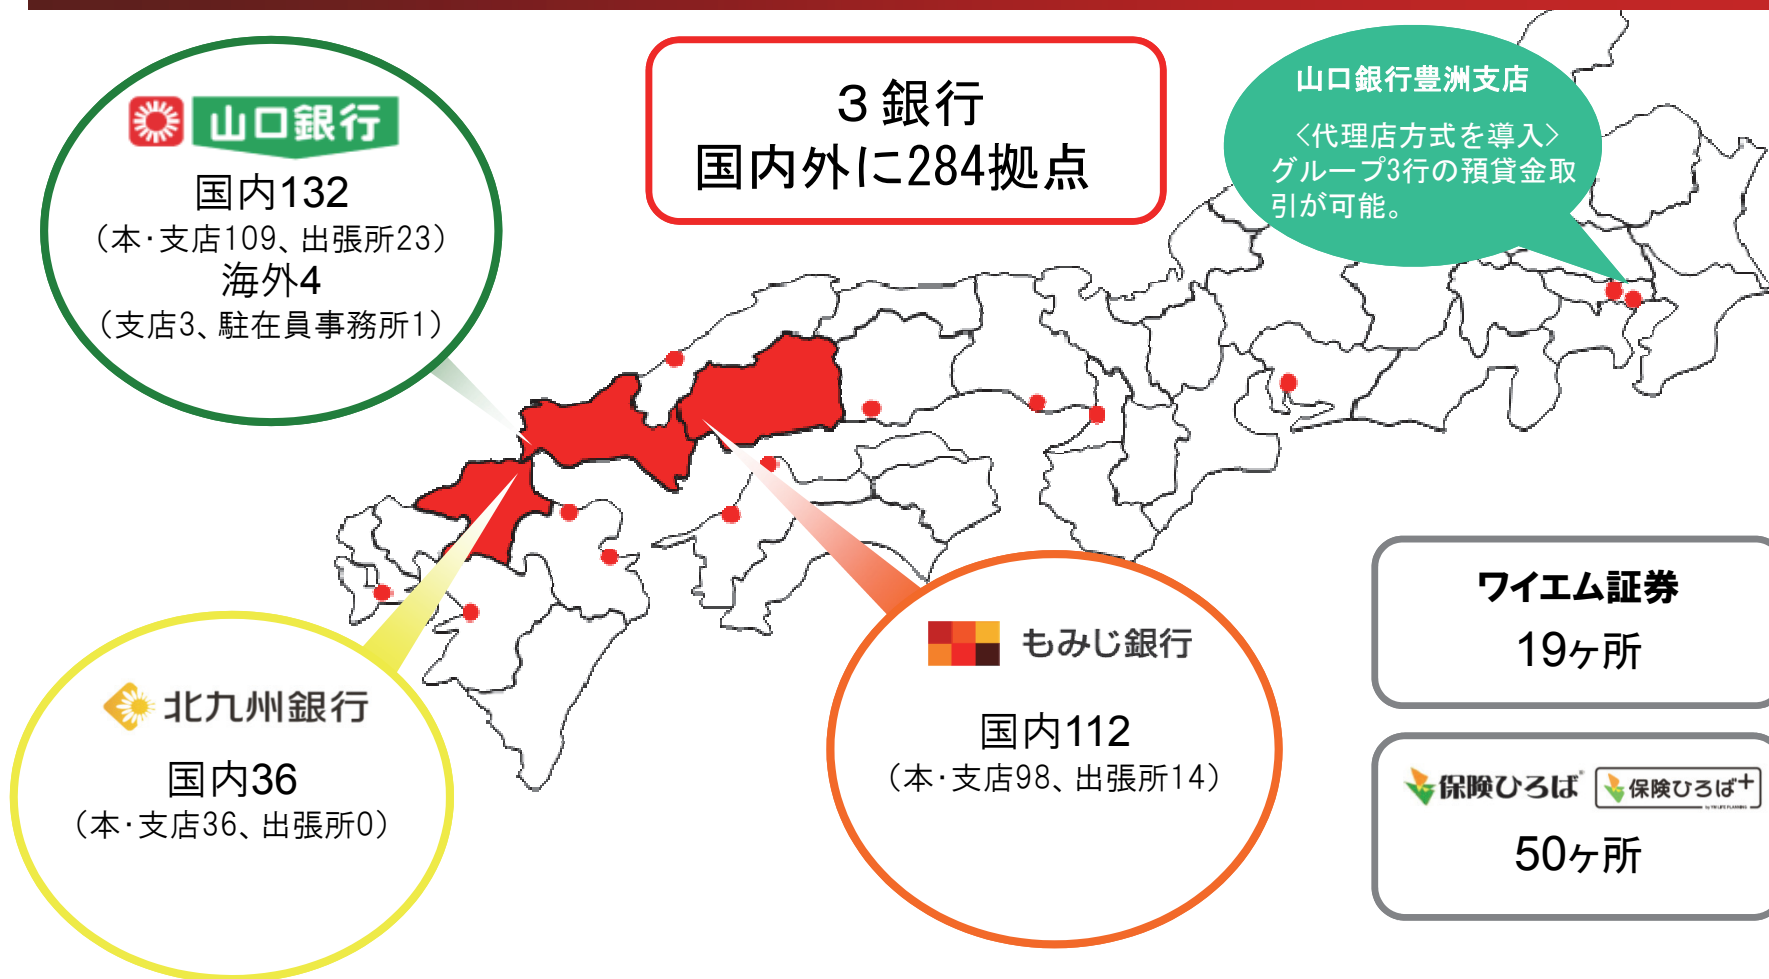 山口銀行
国内132
（本・支店109、出張所23）
海外4
（支店3、駐在員事務所1）
３銀行
国内外に284拠点
山口銀行豊洲支店
＜代理店方式を導入＞
グループ3行の預貸金取
引が可能。
北九州銀行
国内36
（本・支店36、出張所0）
もみじ銀行
国内112
（本・支店98、出張所14）
ワイエム証券
19ヶ所
保険ひろば 保険ひろば+
50ヶ所